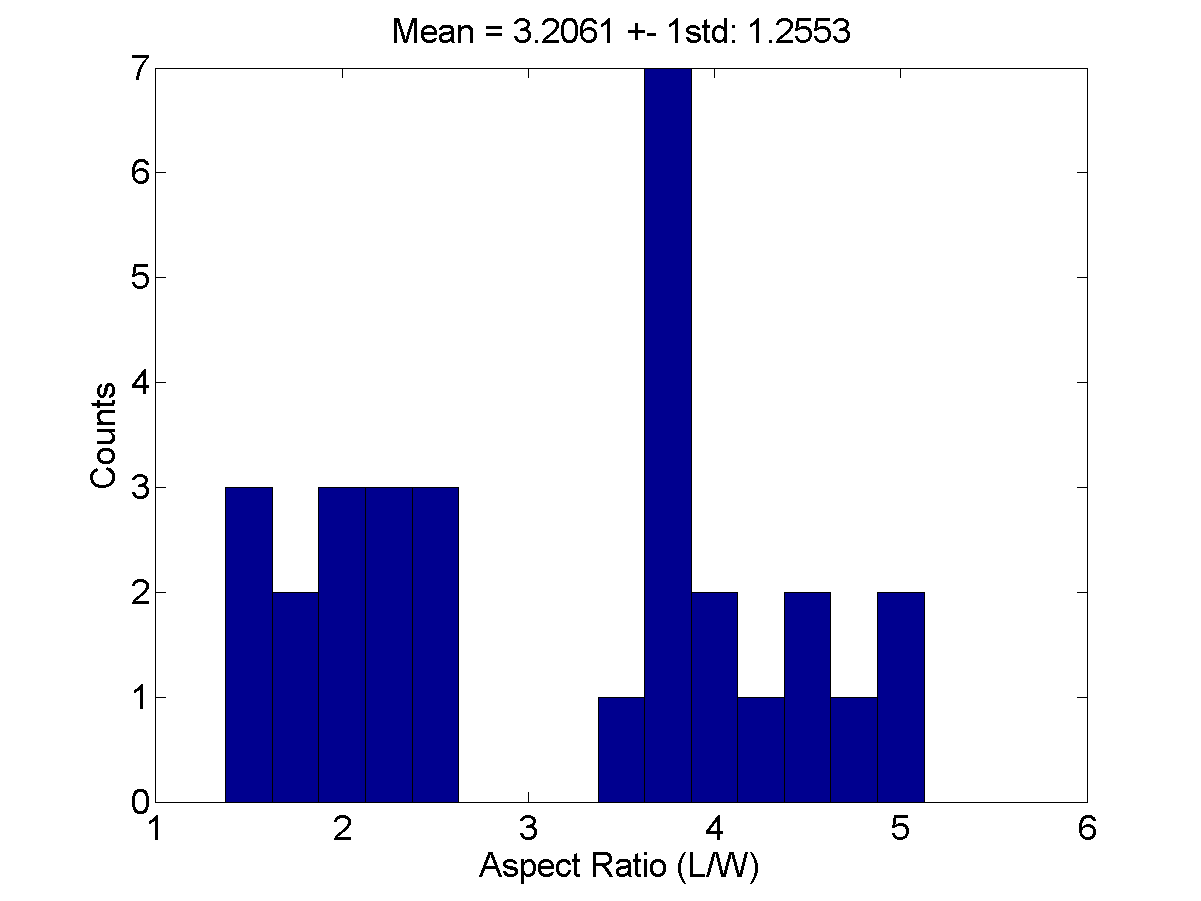 Mean = 3.2061 +- 1std: 1.2553
7
6
5
4
3
2
1
0
Counts
1 2 3 4 5 6
Aspect Ratio (L/W)